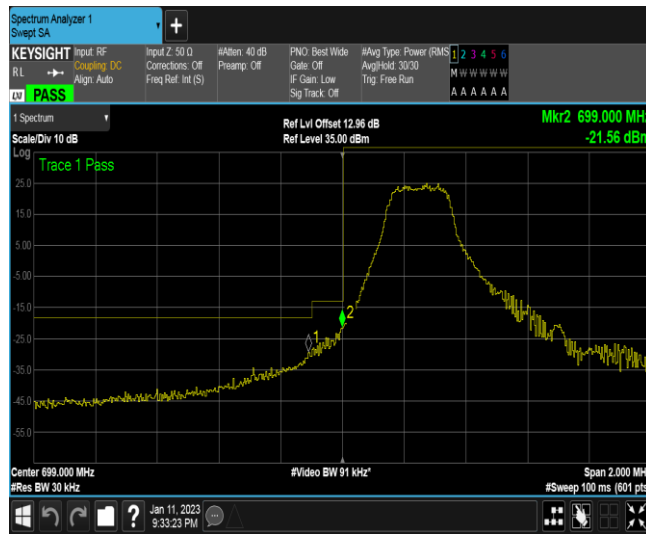 Spectrum Analyzer 1
Swept SA
+
KEYSIGHT
RL
LXI PASS
Input: RF
Coupling: DC
Align: Auto
Input Z: 50 Ω
Corrections: Off
Freq Ref: Int (S)
#Atten: 40 dB
Preamp: Off
PNO: Best Wide
Gate: Off
IF Gain: Low
Sig Track: Off
#Avg Type: Power (RMS
Avg|Hold: 30/30
Trig: Free Run
1 2 3 4 5 6
M W W W W W
A A A A A A
1 Spectrum
Scale/Div 10 dB
Ref Lvl Offset 12.96 dB
Ref Level 35.00 dBm
Mkr2 699.000 MHz
-21.56 dBm
Log
Trace 1 Pass
25.0
15.0
5.00
-5.00
-15.0
-25.0
-35.0
-45.0
-55.0
1
2
Center 699.000 MHz
#Res BW 30 kHz
#Video BW 91 kHz*
Span 2.000 MHz
#Sweep 100 ms (601 pts
?
Jan 11, 2023
9:33:23 PM